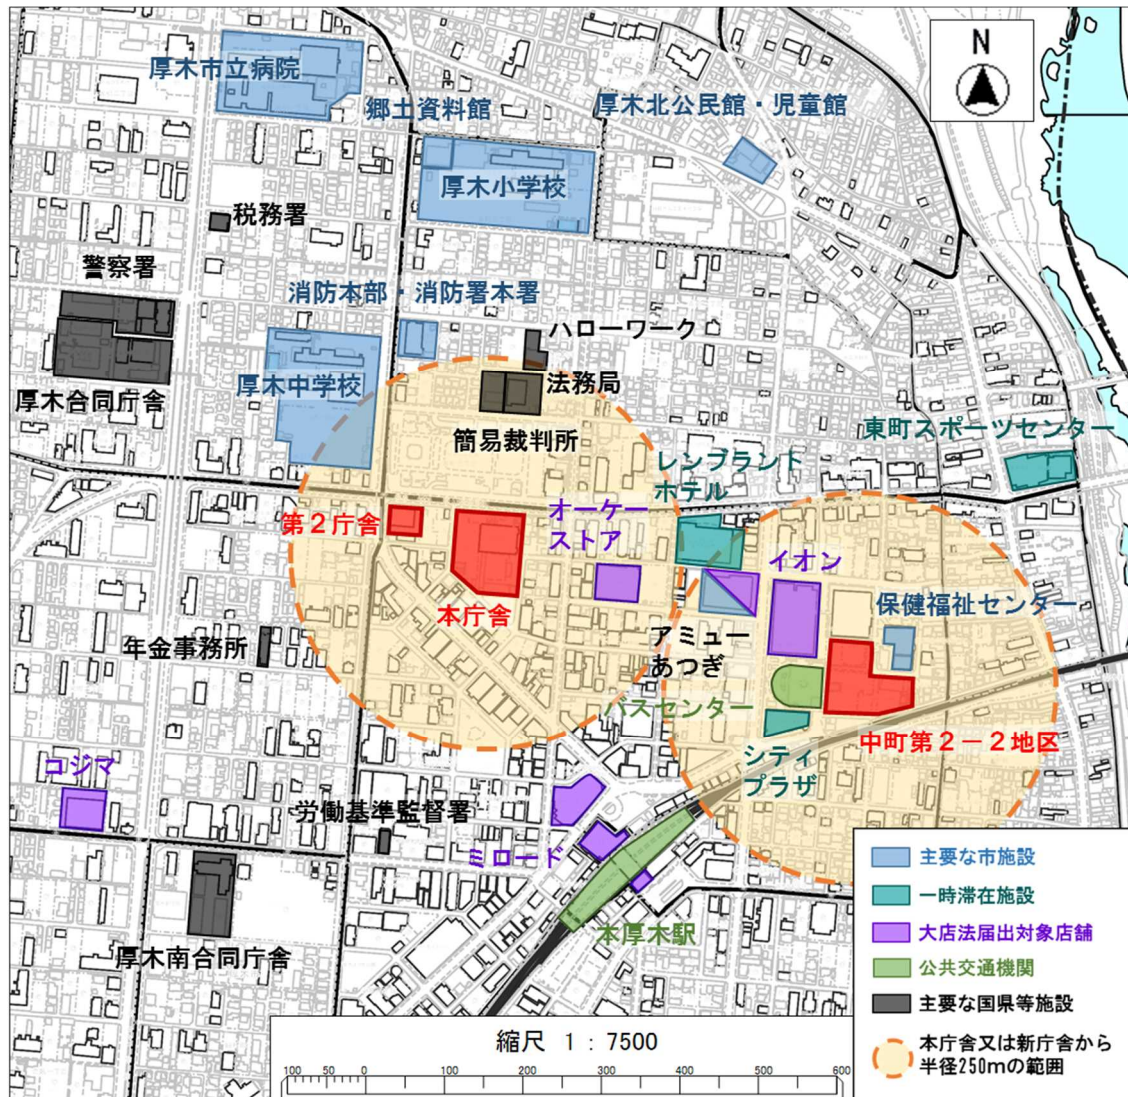 N
厚木市立病院
郷土資料館
厚木北公民館・児童館
厚木小学校
税務署
警察署
消防本部・消防署本署
ハローワーク
厚木中学校
法務局
厚木合同庁舎
簡易裁判所
東町スポーツセンター
レンブラント
ホテル
第2庁舎
オーケー
ストア
イオン
本庁舎
保健福祉センター
アミュー
あつぎ
年金事務所
バスセンター
中町第2－2地区
シティ
プラザ
コジマ
労働基準監督署
ミロード
本厚木駅
厚木南合同庁舎
主要な市施設
一時滞在施設
大店法届出対象店舗
公共交通機関
主要な国県等施設
本庁舎又は新庁舎から
半径250mの範囲
縮尺 1：7500
100 50 0 100 200 300 400 500 600